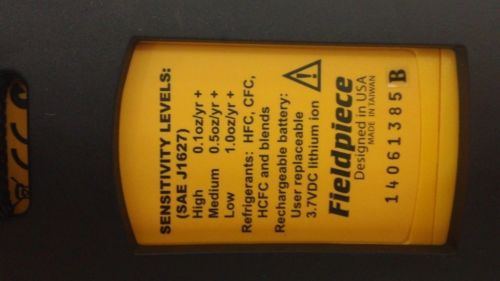 SENSITIVITY LEVELS:
(SAE J1627)
High 0.1oz/yr +
Medium 0.5oz/yr +
Low 1.0oz/yr +
Refrigerants: HFC, CFC,
HCFC and blends
Rechargeable battery:
User replaceable
3.7VDC lithium ion
Fieldpiece
Designed in USA
MADE IN TAIWAN
14061385 B